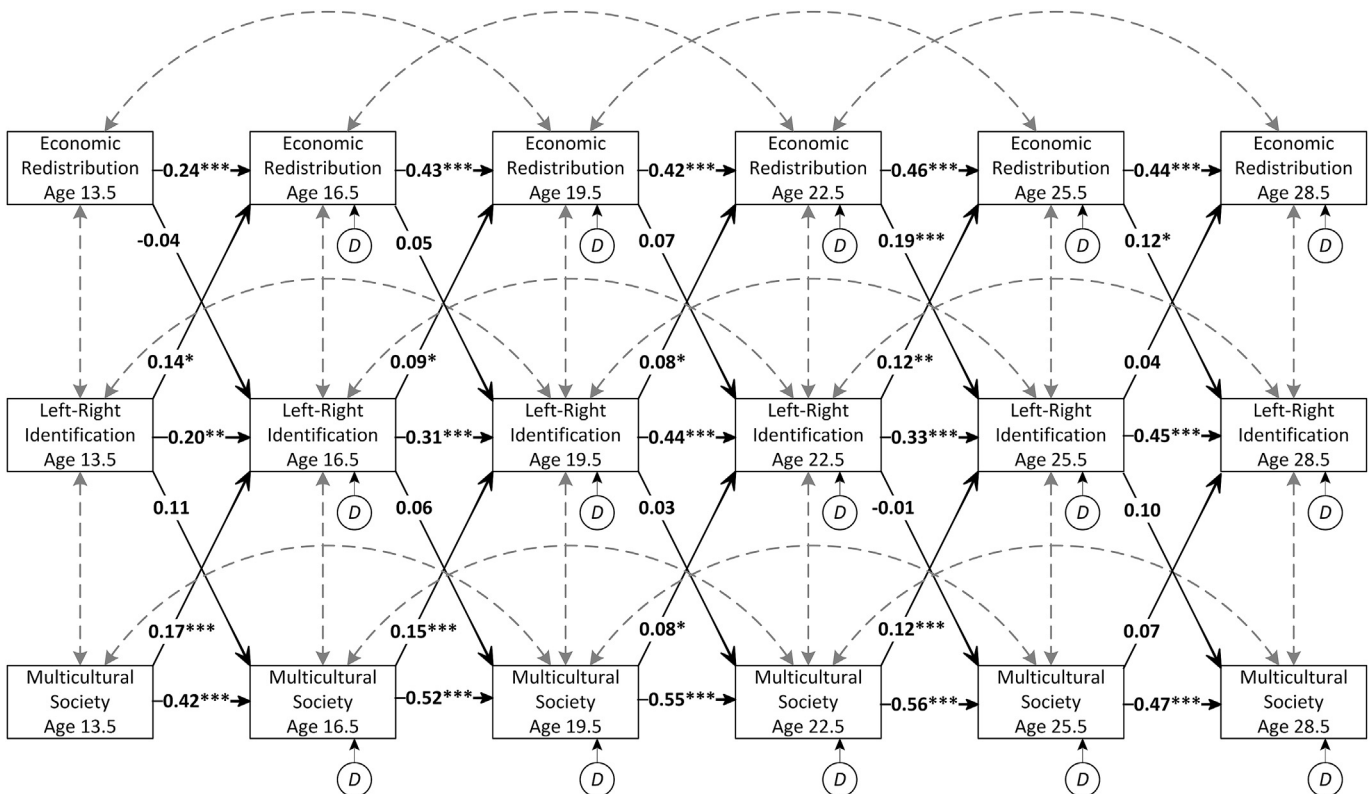 Economic
Redistribution
Age 13.5
0.24***
Economic
Redistribution
Age 16.5
0.43***
Economic
Redistribution
Age 19.5
0.42***
Economic
Redistribution
Age 22.5
0.46***
Economic
Redistribution
Age 25.5
0.44***
Economic
Redistribution
Age 28.5
-0.04
D
0.05
D
0.07
D
0.19***
D
0.12*
D
0.14*
0.09*
0.08*
0.12**
0.04
Left-Right
Identification
Age 13.5
0.20**
Left-Right
Identification
Age 16.5
0.31***
Left-Right
Identification
Age 19.5
0.44***
Left-Right
Identification
Age 22.5
0.33***
Left-Right
Identification
Age 25.5
0.45***
Left-Right
Identification
Age 28.5
0.11
D
0.06
D
0.03
D
-0.01
D
0.10
D
0.17***
0.15***
0.08*
0.12***
0.07
Multicultural
Society
Age 13.5
0.42***
Multicultural
Society
Age 16.5
0.52***
Multicultural
Society
Age 19.5
0.55***
Multicultural
Society
Age 22.5
0.56***
Multicultural
Society
Age 25.5
0.47***
Multicultural
Society
Age 28.5
D
D
D
D
D